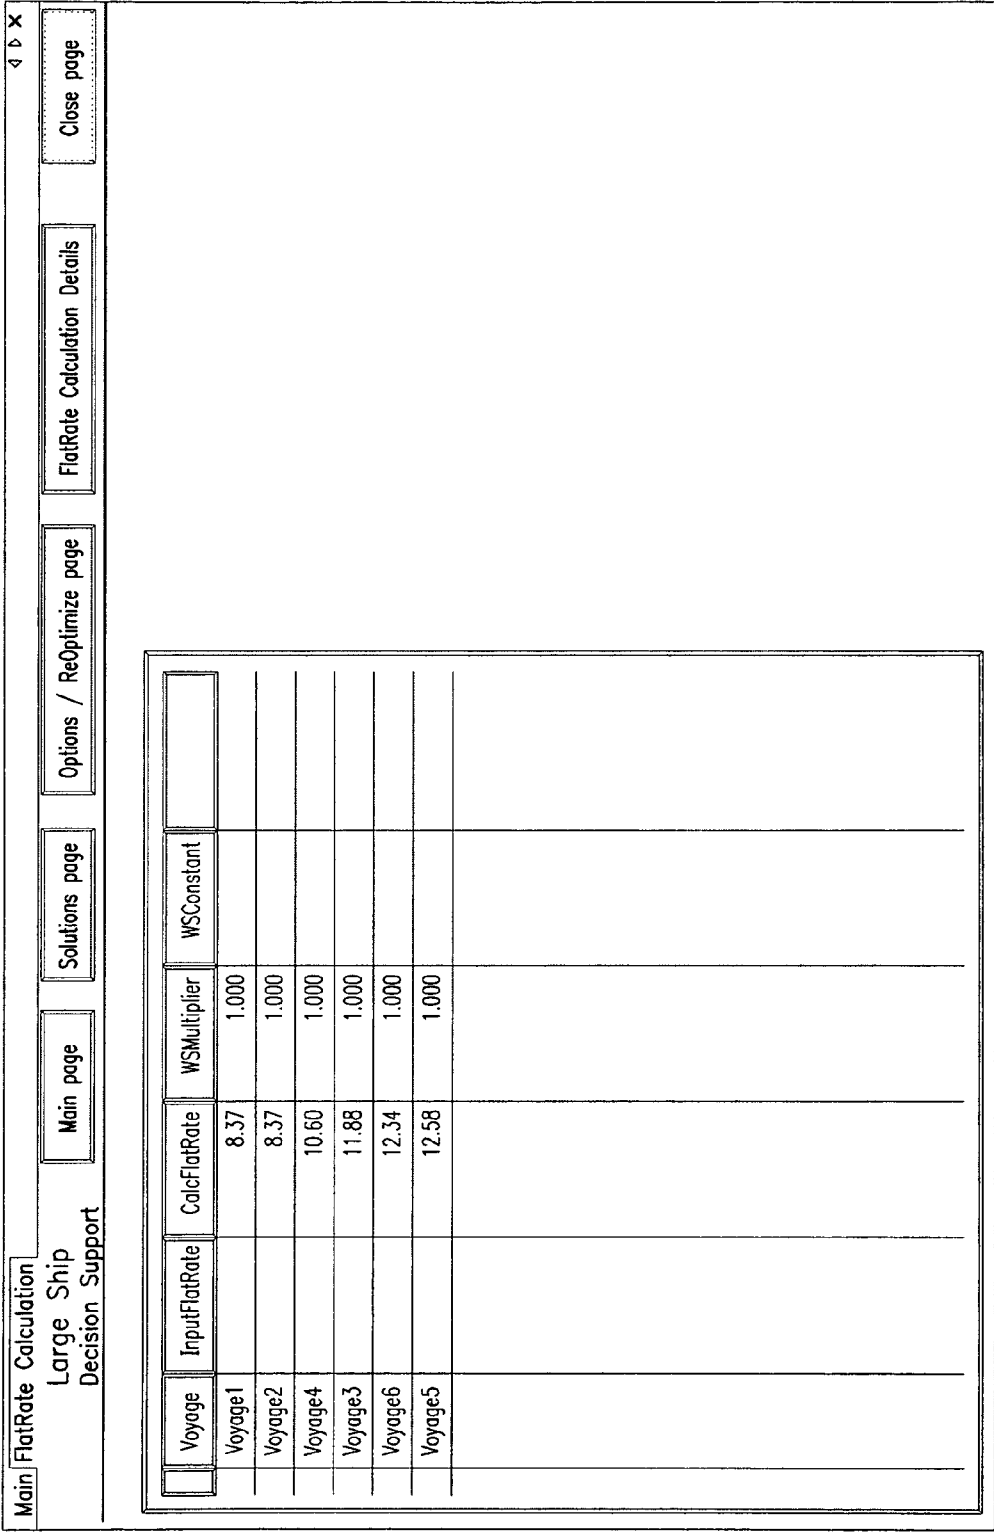 Main FlatRate Calculation
Large Ship
Decision Support
Main page
Solutions page
Options / ReOptimize page
FlatRate Calculation Details
Close page
Voyage InputFlatRate CalcFlatRate WSMultiplier WSConstant
Voyage1 8.37 1.000
Voyage2 8.37 1.000
Voyage4 10.60 1.000
Voyage3 11.88 1.000
Voyage6 12.34 1.000
Voyage5 12.58 1.000